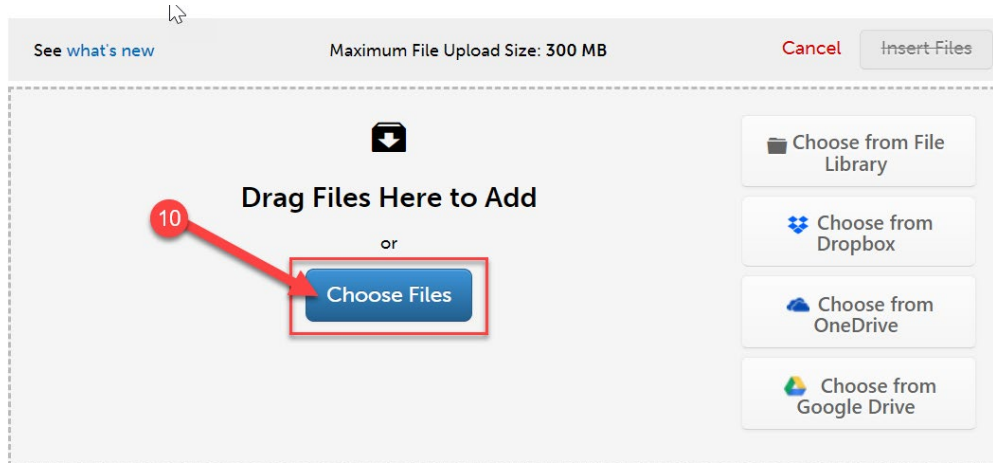 See what's new
Maximum File Upload Size: 300 MB
Cancel
Insert Files
Drag Files Here to Add
or
10
Choose Files
Choose from File
Library
Choose from
Dropbox
Choose from
OneDrive
Choose from
Google Drive